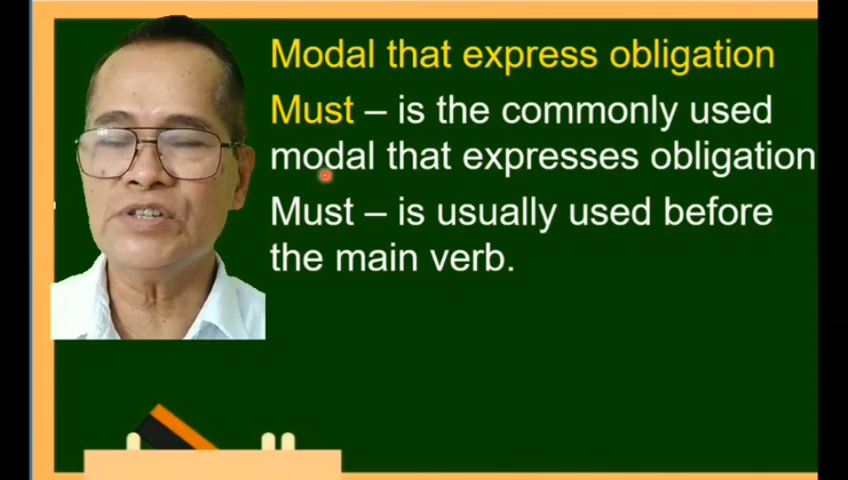 Modal that express obligation
Must – is the commonly used
modal that expresses obligation
Must – is usually used before
the main verb.